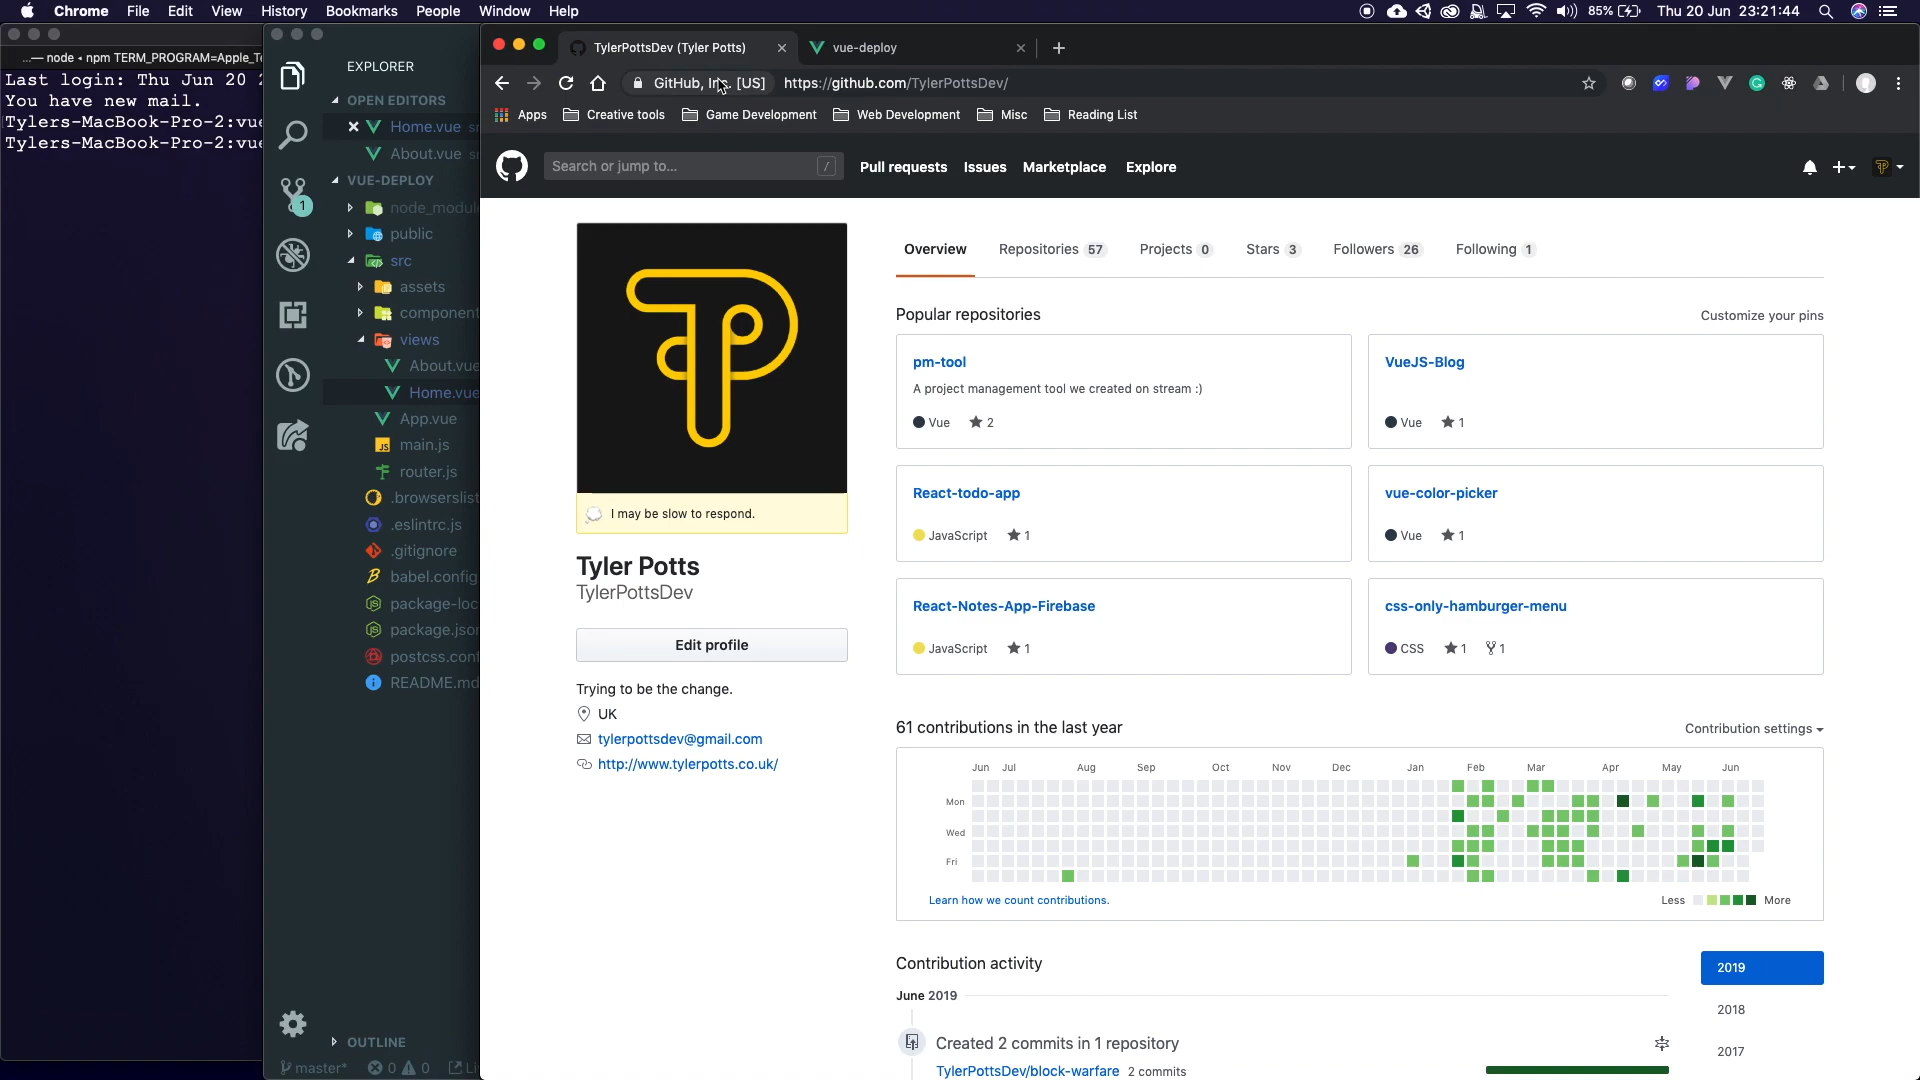 Chrome File Edit View History Bookmarks People Window Help
85% Thu 20 Jun 23:21:44
...— node ◂ npm TERM_PROGRAM=Apple_Te
Last login: Thu Jun 20 2
You have new mail.
Tylers-MacBook-Pro-2:vue
Tylers-MacBook-Pro-2:vue
EXPLORER
OPEN EDITORS
Home.vue
About.vue
VUE-DEPLOY
node_modul
public
src
assets
component
views
About.vue
Home.vue
App.vue
main.js
router.js
.browserslist
.eslintrc.js
.gitignore
babel.config
package-loc
package.json
postcss.conf
README.md
OUTLINE
master* 0 0 Li
1
TylerPottsDev (Tyler Potts)
vue-deploy
GitHub, Inc. [US] https://github.com/TylerPottsDev/
Apps Creative tools Game Development Web Development Misc Reading List
Search or jump to... /
Pull requests Issues Marketplace Explore
I may be slow to respond.
Tyler Potts
TylerPottsDev
Edit profile
Trying to be the change.
UK
tylerpottsdev@gmail.com
http://www.tylerpotts.co.uk/
Overview Repositories 57 Projects 0 Stars 3 Followers 26 Following 1
Popular repositories
Customize your pins
pm-tool
A project management tool we created on stream :)
Vue 2
VueJS-Blog
Vue 1
React-todo-app
JavaScript 1
vue-color-picker
Vue 1
React-Notes-App-Firebase
JavaScript 1
css-only-hamburger-menu
CSS 1 1
61 contributions in the last year
Contribution settings
Jun Jul Aug Sep Oct Nov Dec Jan Feb Mar Apr May Jun
Mon
Wed
Fri
Learn how we count contributions.
Less More
Contribution activity
2019
2018
2017
June 2019
Created 2 commits in 1 repository
TylerPottsDev/block-warfare 2 commits